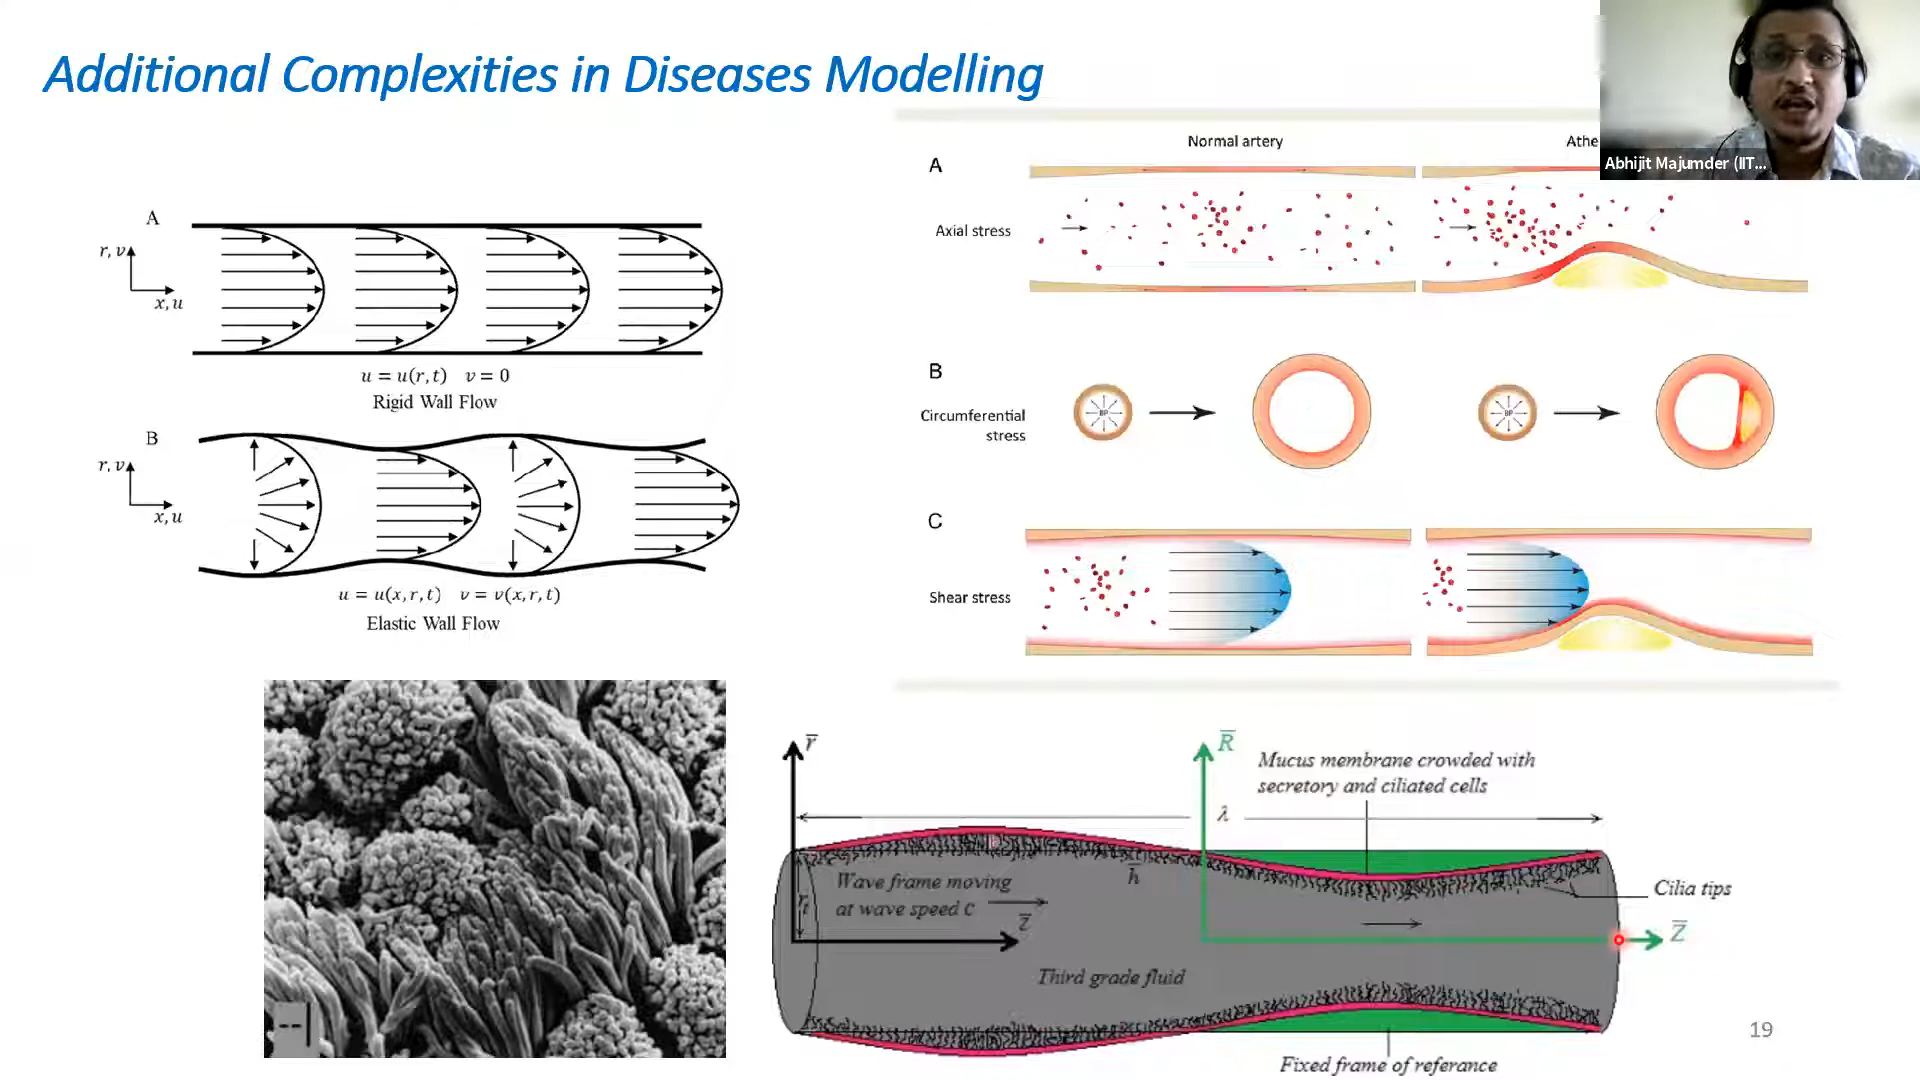 Additional Complexities in Diseases Modelling
Abhijit Majumder (IIT...
A
r, v
x, u
u = u(r, t) v = 0
Rigid Wall Flow
B
r, v
x, u
u = u(x, r, t) v = v(x, r, t)
Elastic Wall Flow
Normal artery
A
Axial stress
B
Circumferential
stress
BP
BP
C
Shear stress
r̅
R̅
Mucus membrane crowded with
secretory and ciliated cells
λ
h̅
Wave frame moving
at wave speed c
Z̅
Cilia tips
Z̅
Third grade fluid
Fixed frame of referance
19